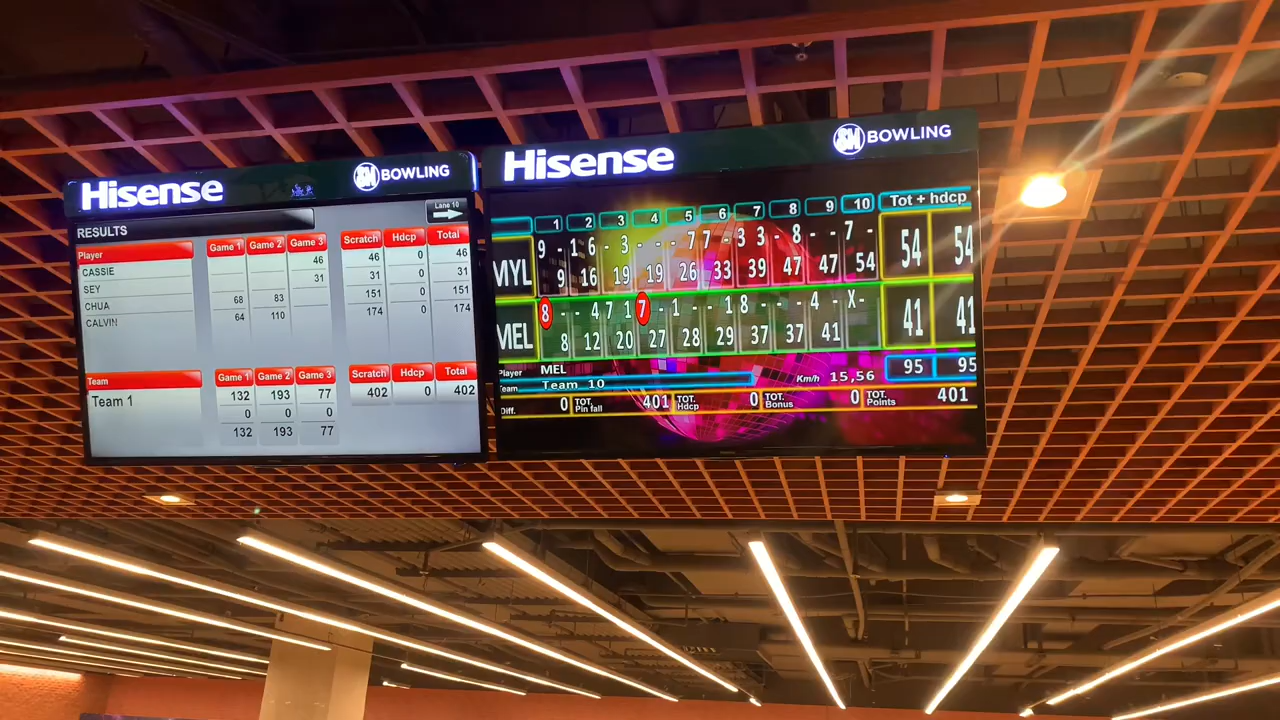 Hisense SM BOWLING
RESULTS Lane 10
Player Game 1 Game 2 Game 3 Scratch Hdcp Total
CASSIE 46 46 0 46
SEY 31 31 0 31
CHUA 68 83 151 0 151
CALVIN 64 110 174 0 174
Team Game 1 Game 2 Game 3 Scratch Hdcp Total
Team 1 132 193 77 402 0 402
0 0 0
132 193 77
Hisense SM BOWLING
1 2 3 4 5 6 7 8 9 10 Tot + hdcp
MYL 9 - 1 6 - 3 - - - 7 7 - 3 3 - 8 - - 7 - 54 54
9 16 19 19 26 33 39 47 47 54
MEL 8 - - 4 7 1 7 - 1 - - 1 8 - - - 4 - X - 41 41
8 12 20 27 28 29 37 37 41
Player MEL 95 95
Team Team 10 Km/h 15,56
Diff. 0 TOT. Pin fall 401 TOT. Hdcp 0 TOT. Bonus 0 TOT. Points 401